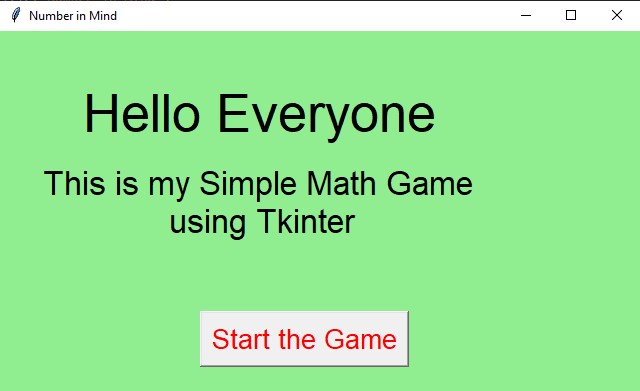 Number in Mind
Hello Everyone
This is my Simple Math Game
using Tkinter
Start the Game